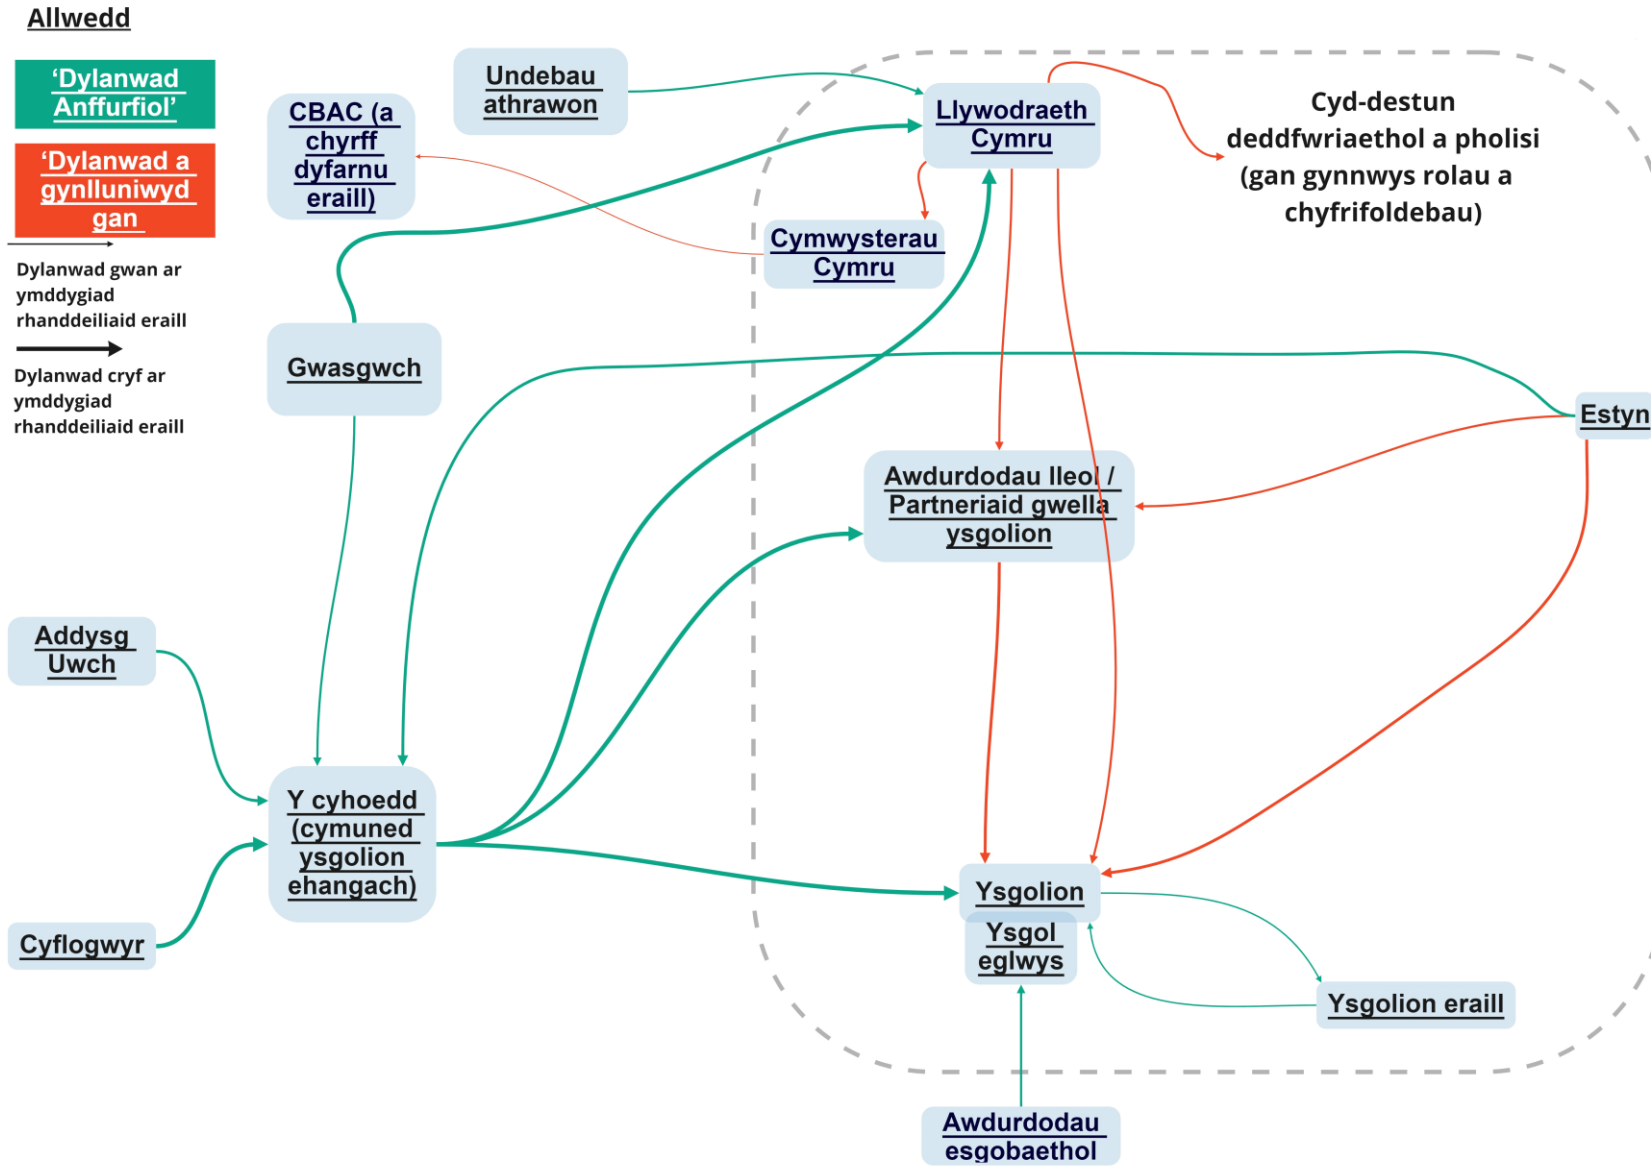 Allwedd
‘Dylanwad
Anffurfiol’
‘Dylanwad a
gynlluniwyd
gan
Dylanwad gwan ar
ymddygiad
rhanddeiliaid eraill
Dylanwad cryf ar
ymddygiad
rhanddeiliaid eraill
CBAC (a
chyrff
dyfarnu
eraill)
Undebau
athrawon
Llywodraeth
Cymru
Cyd-destun
deddfwriaethol a pholisi
(gan gynnwys rolau a
chyfrifoldebau)
Cymwysterau
Cymru
Gwasgwch
Estyn
Awdurdodau lleol /
Partneriaid gwella
ysgolion
Addysg
Uwch
Y cyhoedd
(cymuned
ysgolion
ehangach)
Cyflogwyr
Ysgolion
Ysgol
eglwys
Ysgolion eraill
Awdurdodau
esgobaethol